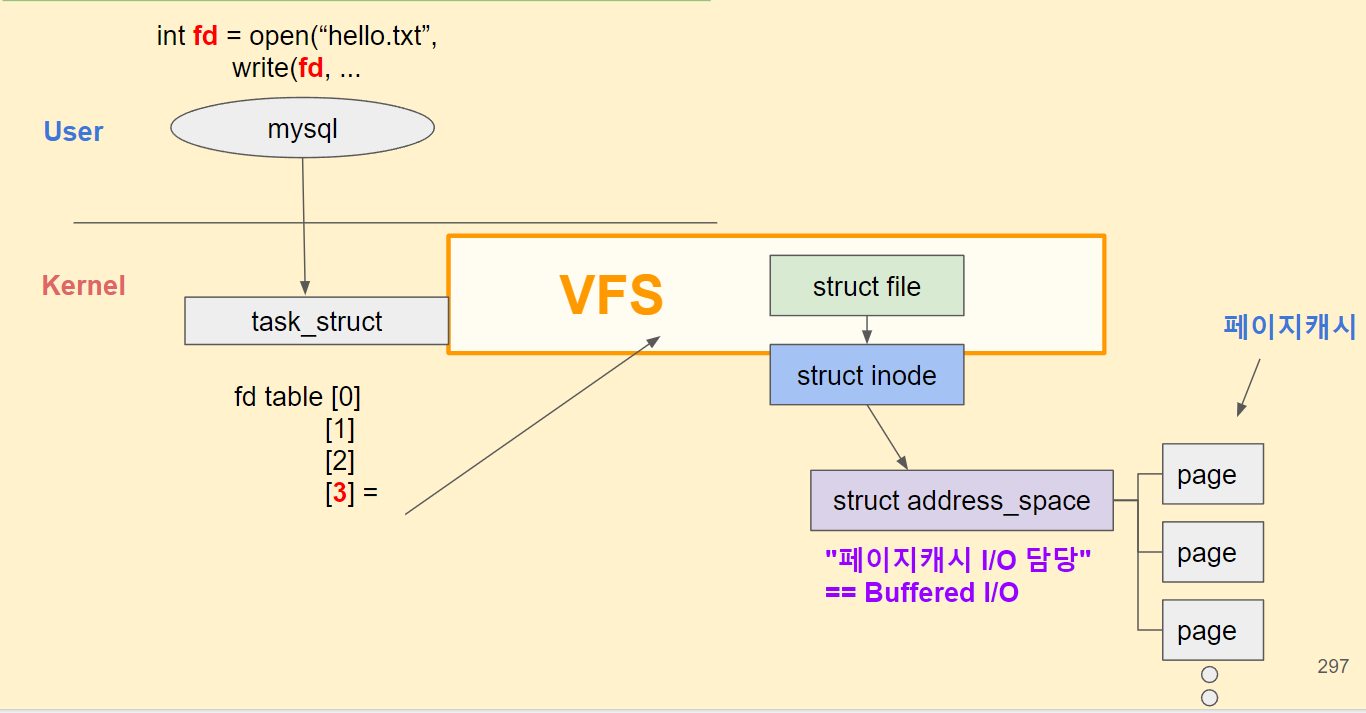 int fd = open(“hello.txt”,
write(fd, ...
User
mysql
Kernel
VFS
struct file
task_struct
struct inode
페이지캐시
fd table [0]
[1]
[2]
[3] =
struct address_space
page
page
page
"페이지캐시 I/O 담당"
== Buffered I/O
297